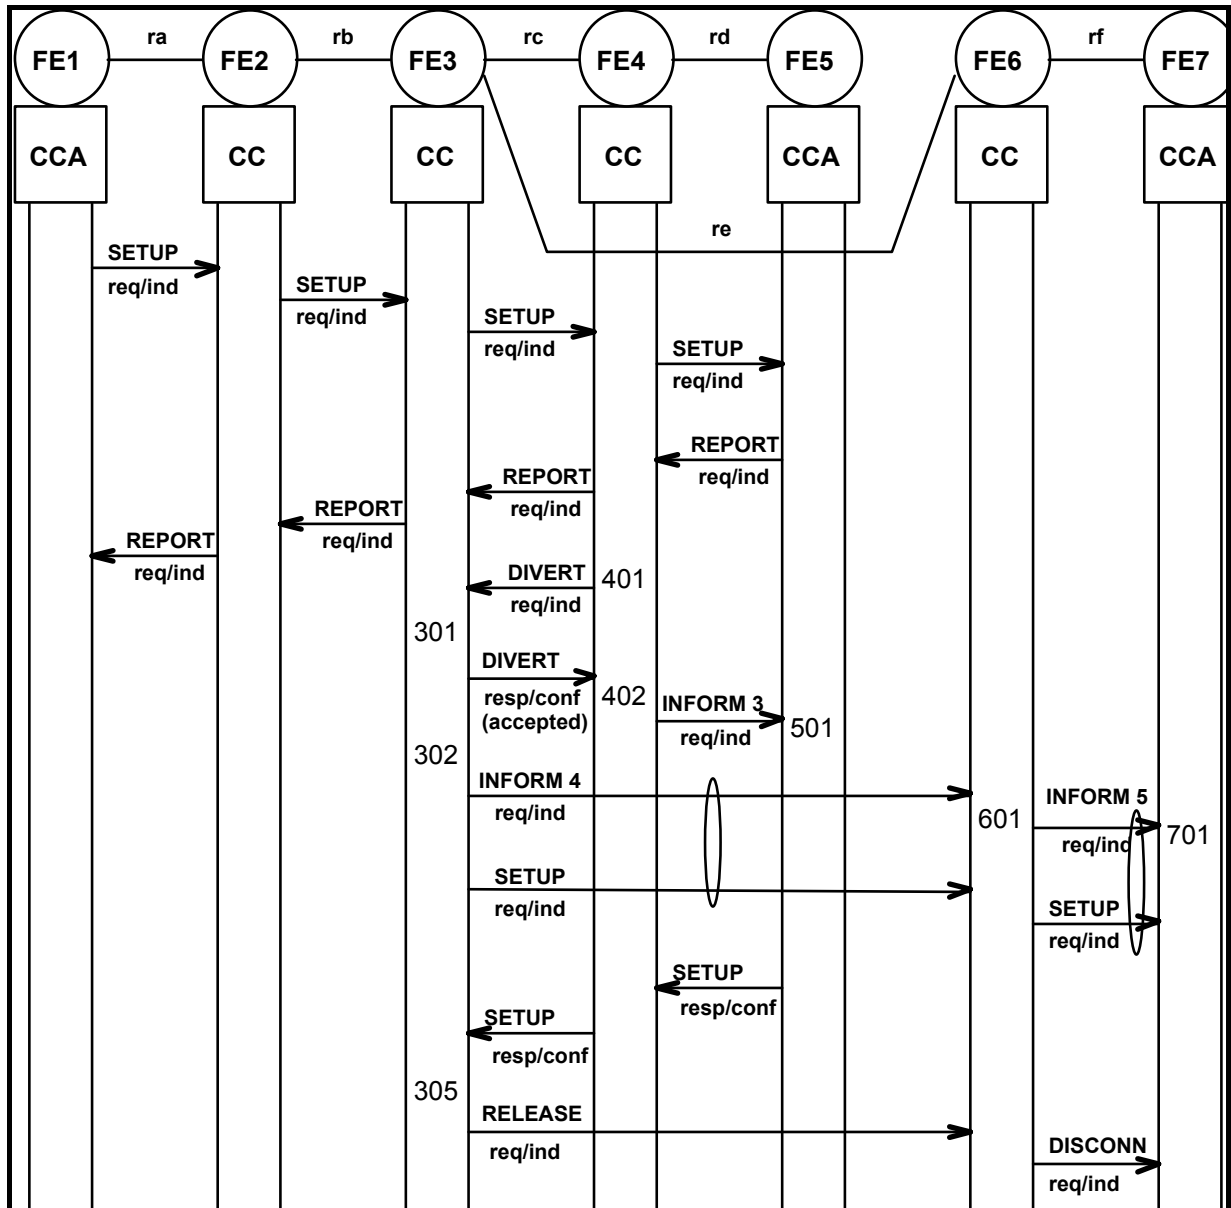 FE1 ra FE2 rb FE3 rc FE4 rd FE5 FE6 rf FE7
CCA CC CC CC CCA CC CCA
re
SETUP
req/ind
SETUP
req/ind
SETUP
req/ind
SETUP
req/ind
REPORT
req/ind
REPORT
req/ind
REPORT
req/ind
REPORT
req/ind
DIVERT 401
req/ind
301
DIVERT
resp/conf 402
(accepted)
INFORM 3
req/ind 501
302
INFORM 4
req/ind
601
INFORM 5
req/ind 701
SETUP
req/ind
SETUP
req/ind
SETUP
resp/conf
SETUP
resp/conf
305
RELEASE
req/ind
DISCONN
req/ind